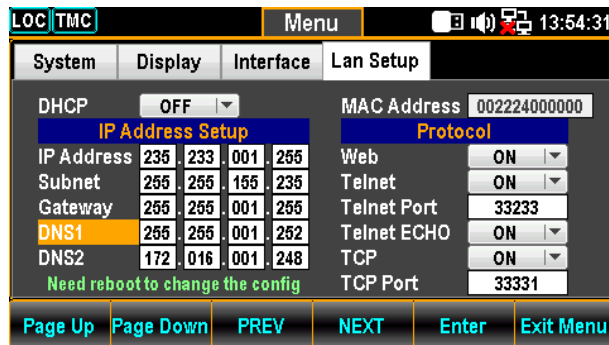 LOC TMC Menu 13:54:31
System Display Interface Lan Setup
DHCP OFF MAC Address 002224000000
IP Address Setup Protocol
IP Address 235 . 233 . 001 . 255 Web ON
Subnet 255 . 255 . 155 . 235 Telnet ON
Gateway 255 . 255 . 001 . 255 Telnet Port 33233
DNS1 255 . 255 . 001 . 252 Telnet ECHO ON
DNS2 172 . 016 . 001 . 248 TCP ON
Need reboot to change the config TCP Port 33331
Page Up Page Down PREV NEXT Enter Exit Menu